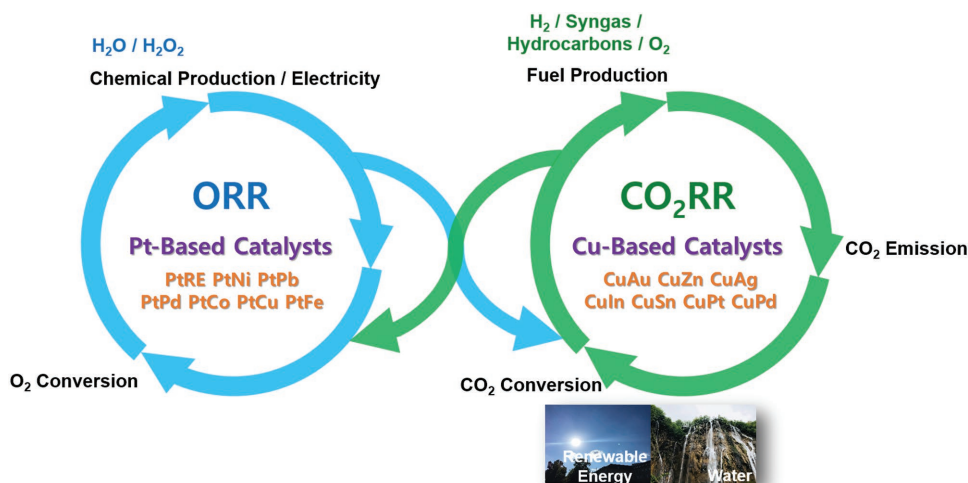 H₂O / H₂O₂
Chemical Production / Electricity
ORR
Pt-Based Catalysts
PtRE PtNi PtPb
PtPd PtCo PtCu PtFe
O₂ Conversion
H₂ / Syngas /
Hydrocarbons / O₂
Fuel Production
CO₂RR
Cu-Based Catalysts
CuAu CuZn CuAg
CuIn CuSn CuPt CuPd
CO₂ Emission
CO₂ Conversion
Renewable
Energy
Water